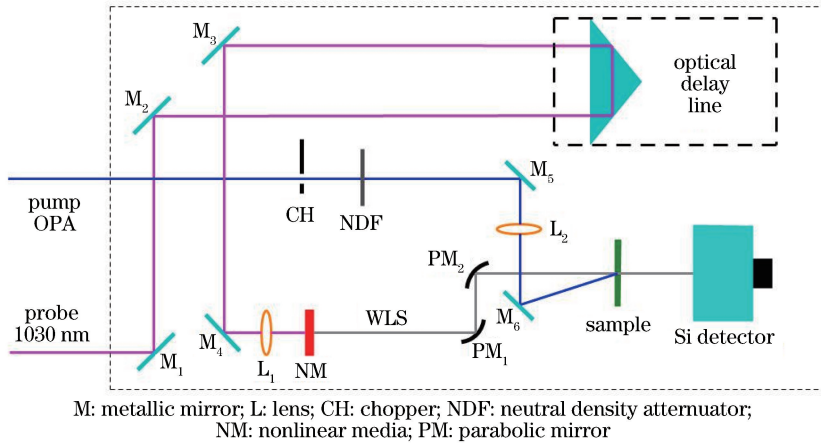 M3
optical
delay
line
M2
pump
OPA
CH
NDF
M5
L2
PM2
probe
1030 nm
M1
M4
L1
NM
WLS
PM1
M6
sample
Si detector
M: metallic mirror; L: lens; CH: chopper; NDF: neutral density atternuator;
NM: nonlinear media; PM: parabolic mirror